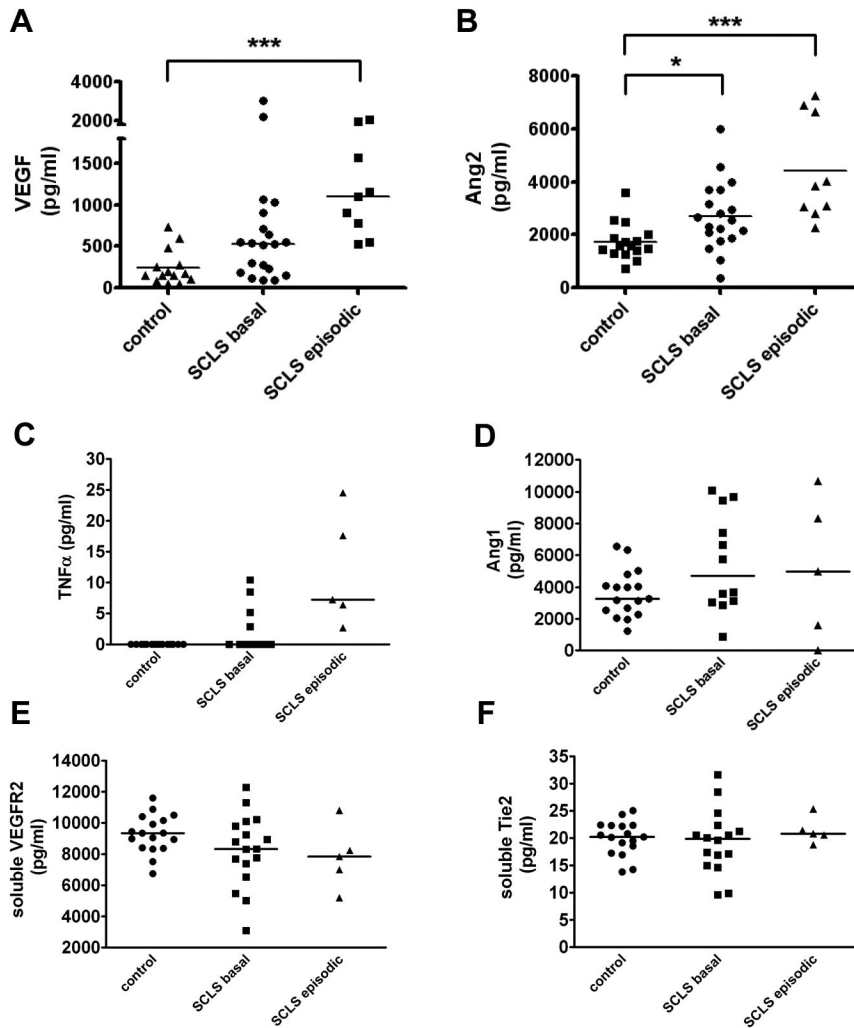 A
***
VEGF
(pg/ml)
4000
2000
1500
1000
500
0
control
SCLS basal
SCLS episodic
B
***
*
Ang2
(pg/ml)
8000
6000
4000
2000
0
control
SCLS basal
SCLS episodic
C
TNFα (pg/ml)
30
25
20
15
10
5
0
control
SCLS basal
SCLS episodic
D
Ang1
(pg/ml)
12000
10000
8000
6000
4000
2000
0
control
SCLS basal
SCLS episodic
E
soluble VEGFR2
(pg/ml)
14000
12000
10000
8000
6000
4000
2000
control
SCLS basal
SCLS episodic
F
soluble Tie2
(pg/ml)
35
30
25
20
15
10
5
0
control
SCLS basal
SCLS episodic